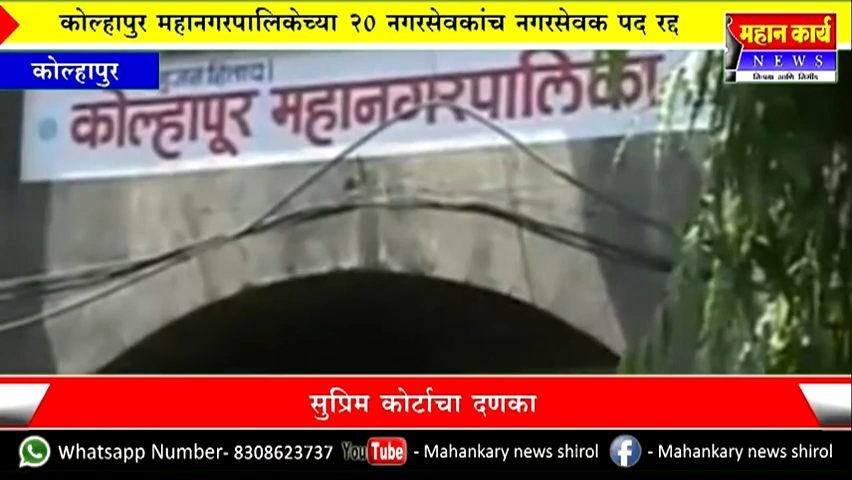 कोल्हापुर महानगरपालिकेच्या २० नगरसेवकांच नगरसेवक पद रद्द
महान कार्य
NEWS
कोल्हापुर
कोल्हापूर महानगरपालिका
सुप्रिम कोर्टाचा दणका
Whatsapp Number- 8308623737 YouTube - Mahankary news shirol f - Mahankary news shirol